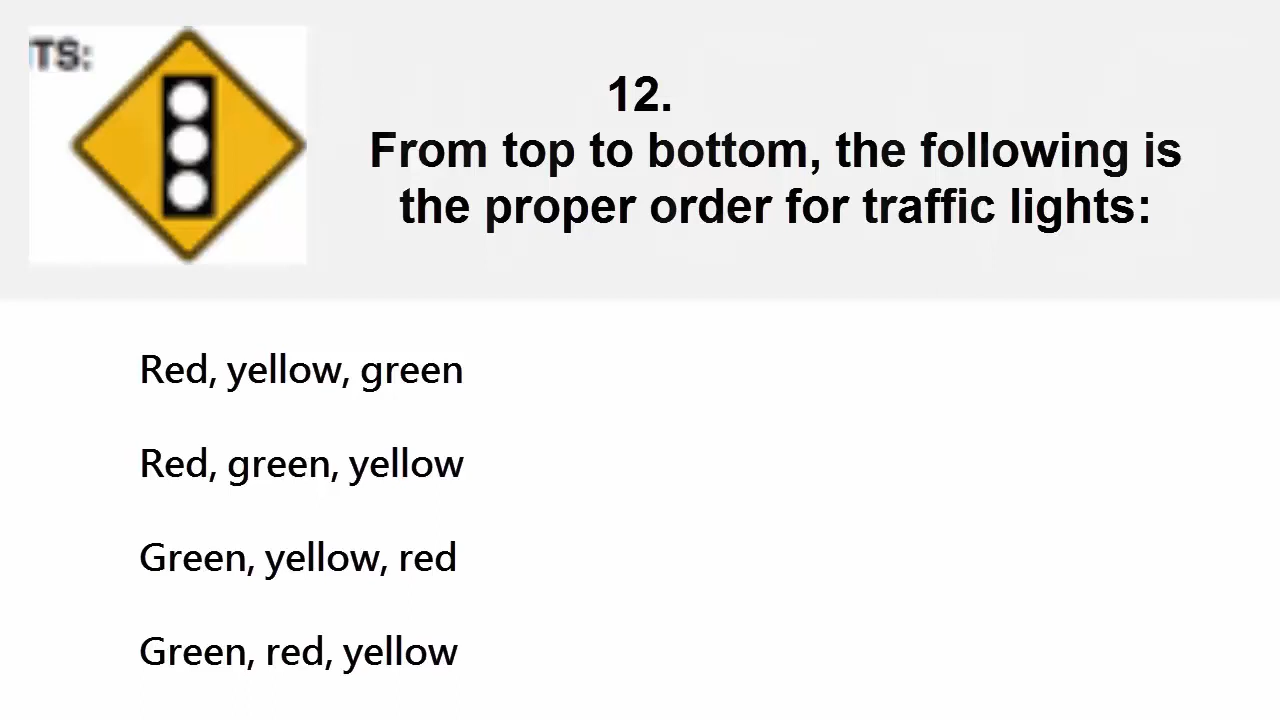 TS:
12.
From top to bottom, the following is
the proper order for traffic lights:
Red, yellow, green
Red, green, yellow
Green, yellow, red
Green, red, yellow